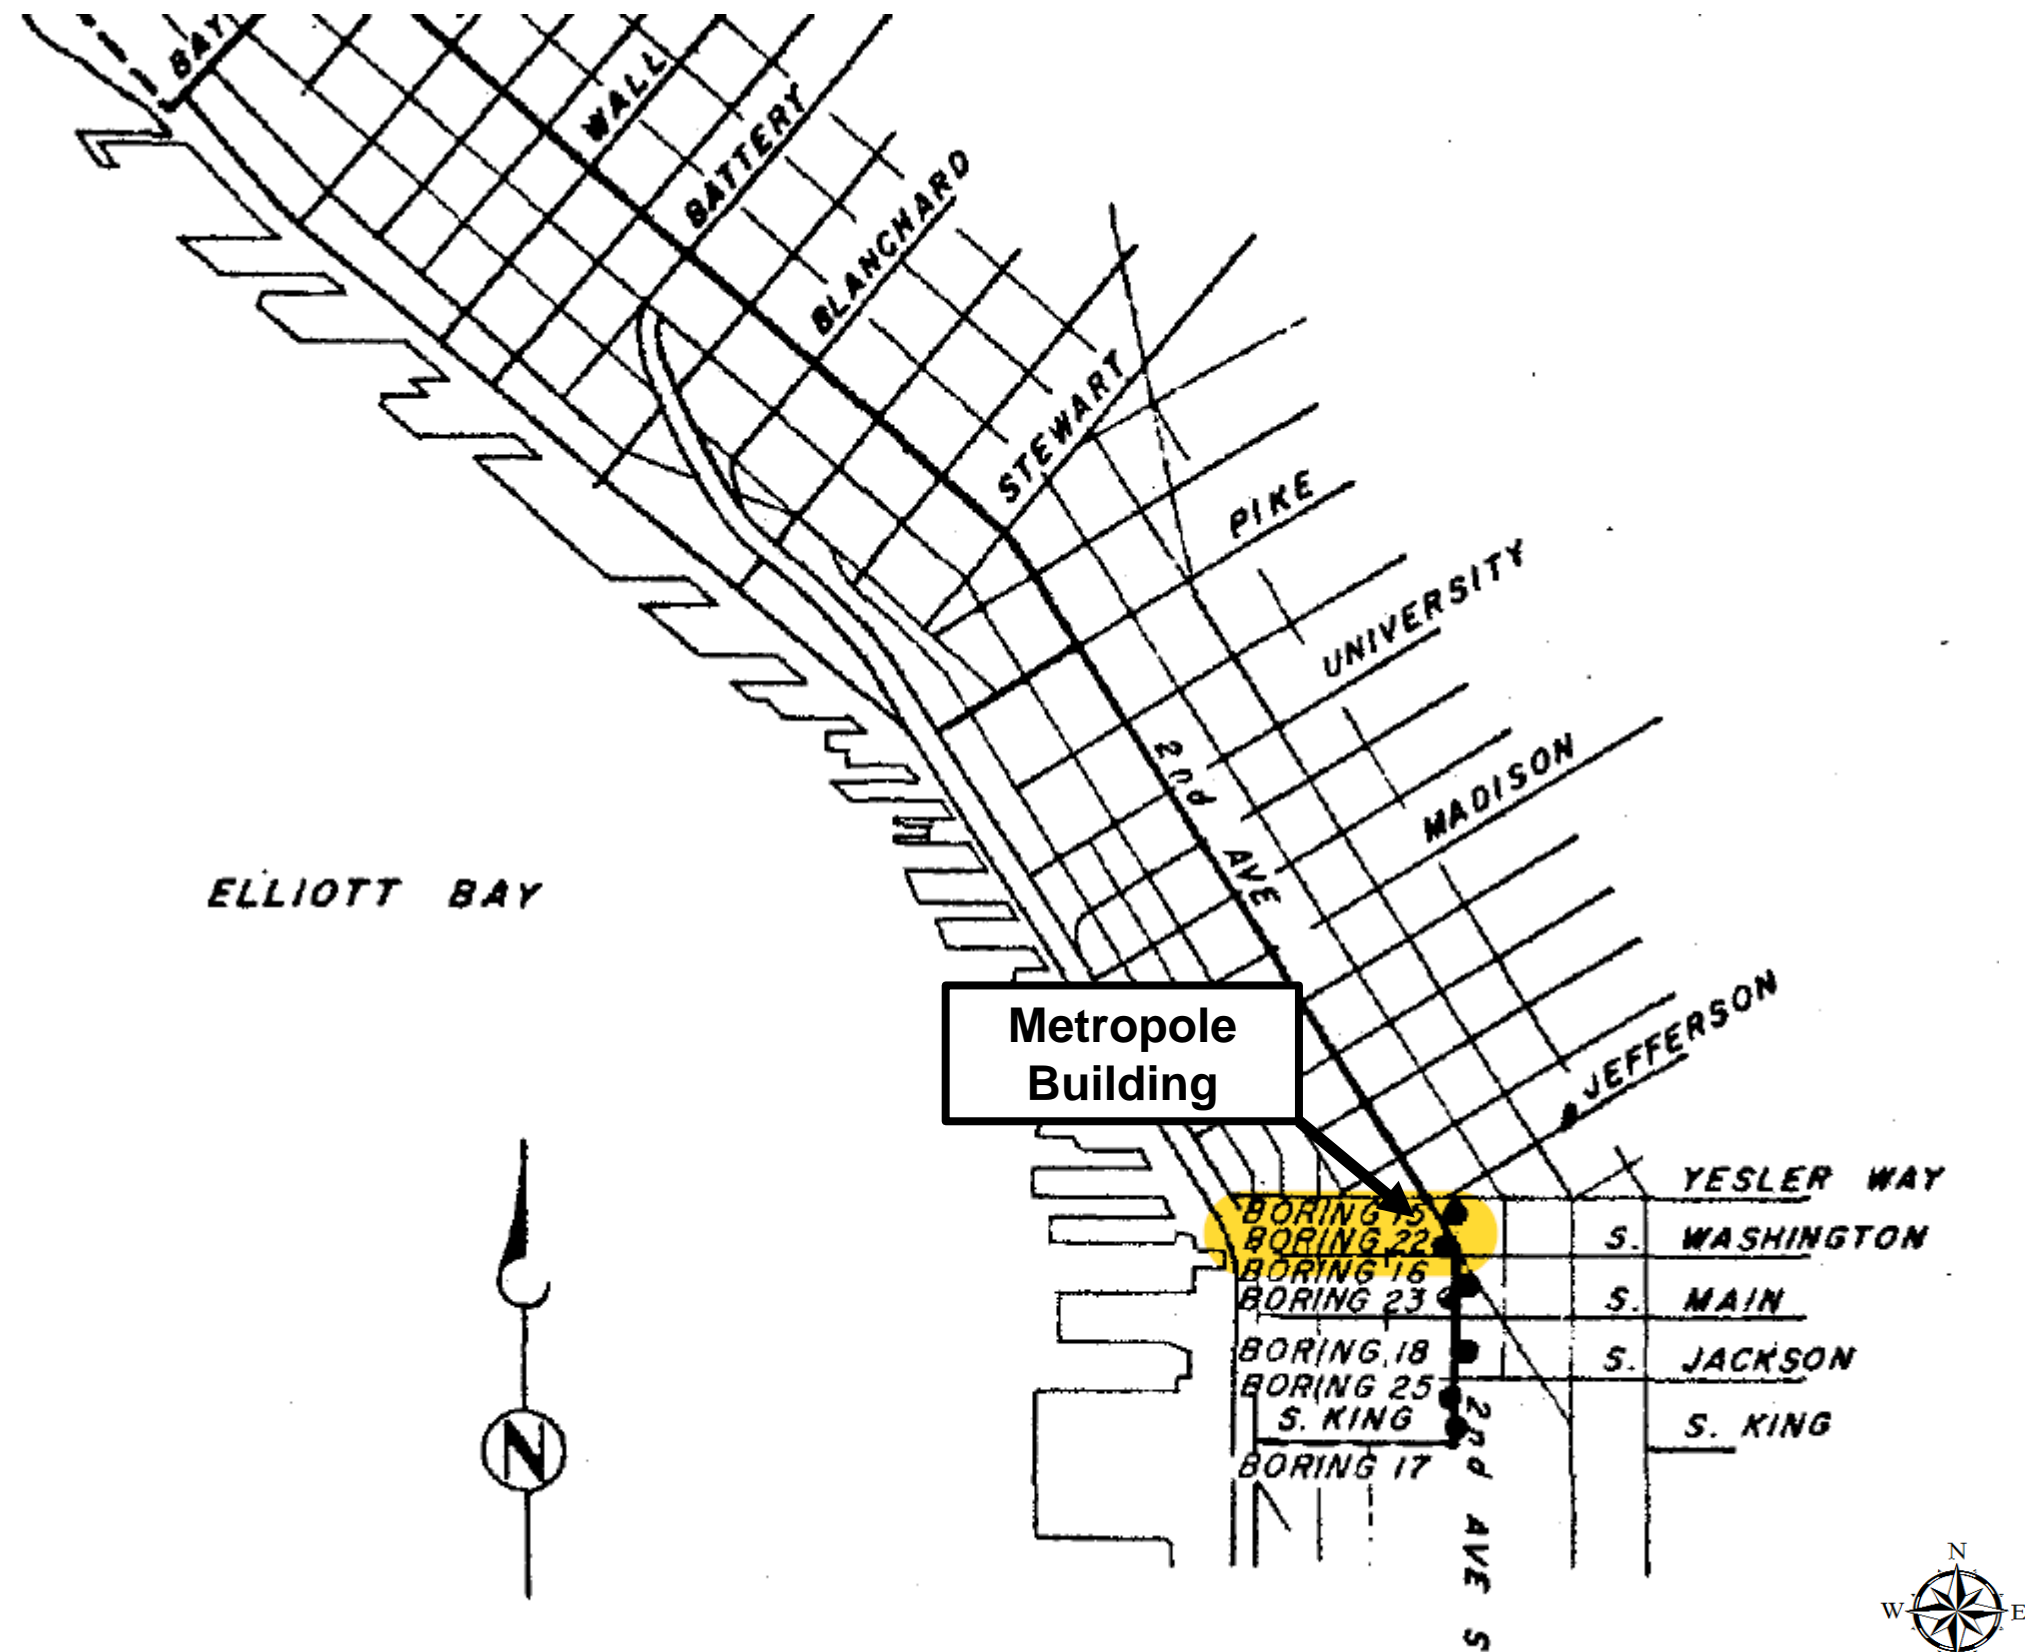 BAY
WALL
BATTERY
BLANCHARD
STEWART
PIKE
UNIVERSITY
2nd AVE
MADISON
ELLIOTT BAY
JEFFERSON
Metropole
Building
YESLER WAY
BORING 15
BORING 22
S. WASHINGTON
BORING 16
BORING 23
S. MAIN
BORING 18
S. JACKSON
BORING 25
S. KING
S. KING
BORING 17
2nd AVE S
N
N
W
E